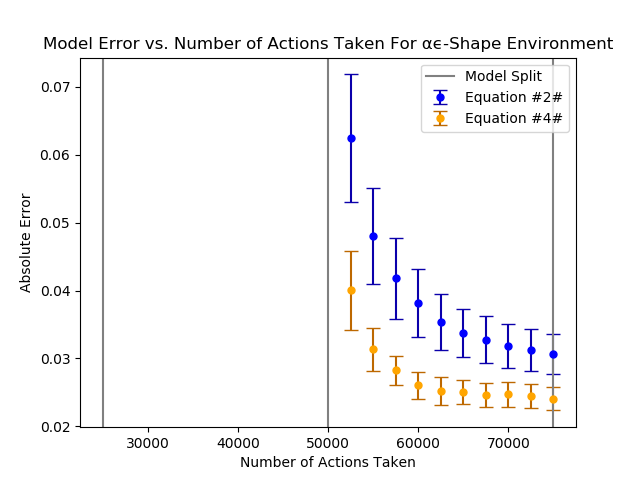 Model Error vs. Number of Actions Taken For αϵ-Shape Environment
Model Split
Equation #2#
Equation #4#
Absolute Error
0.07
0.06
0.05
0.04
0.03
0.02
30000 40000 50000 60000 70000
Number of Actions Taken